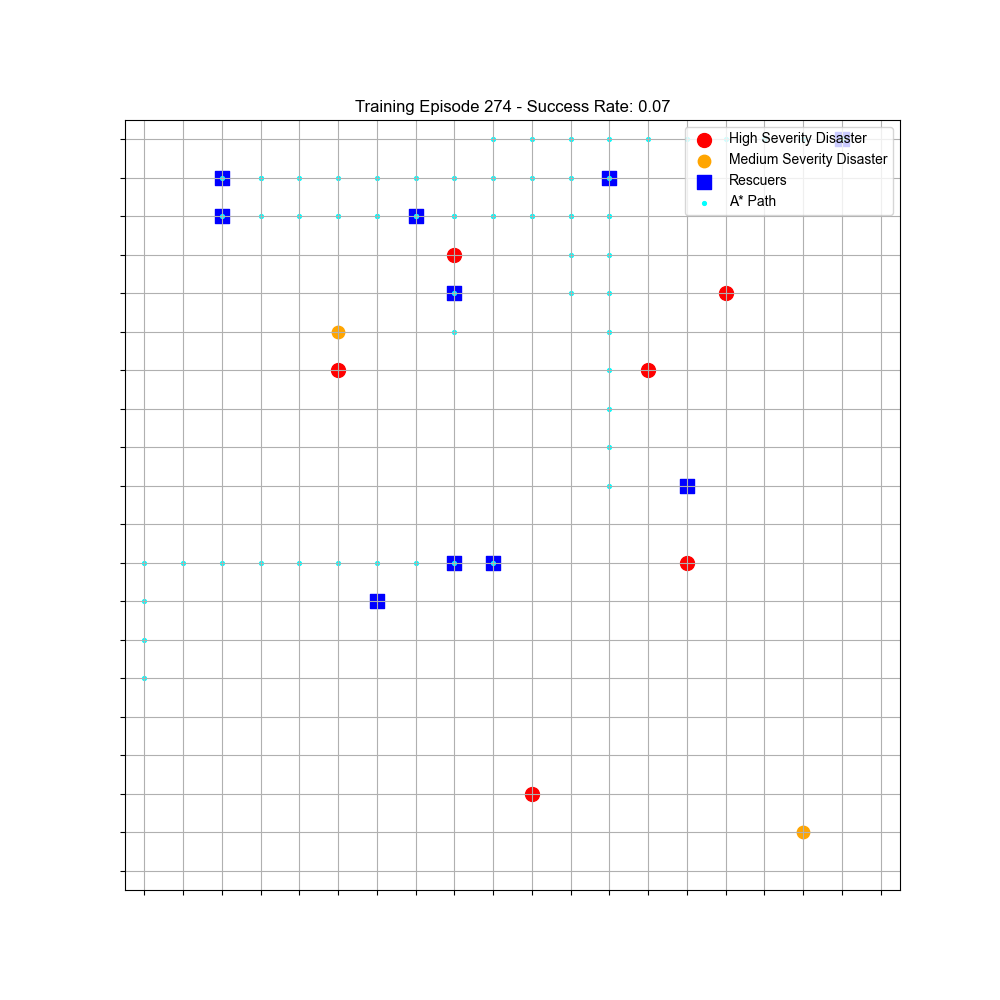 Training Episode 274 - Success Rate: 0.07
High Severity Disaster
Medium Severity Disaster
Rescuers
A* Path